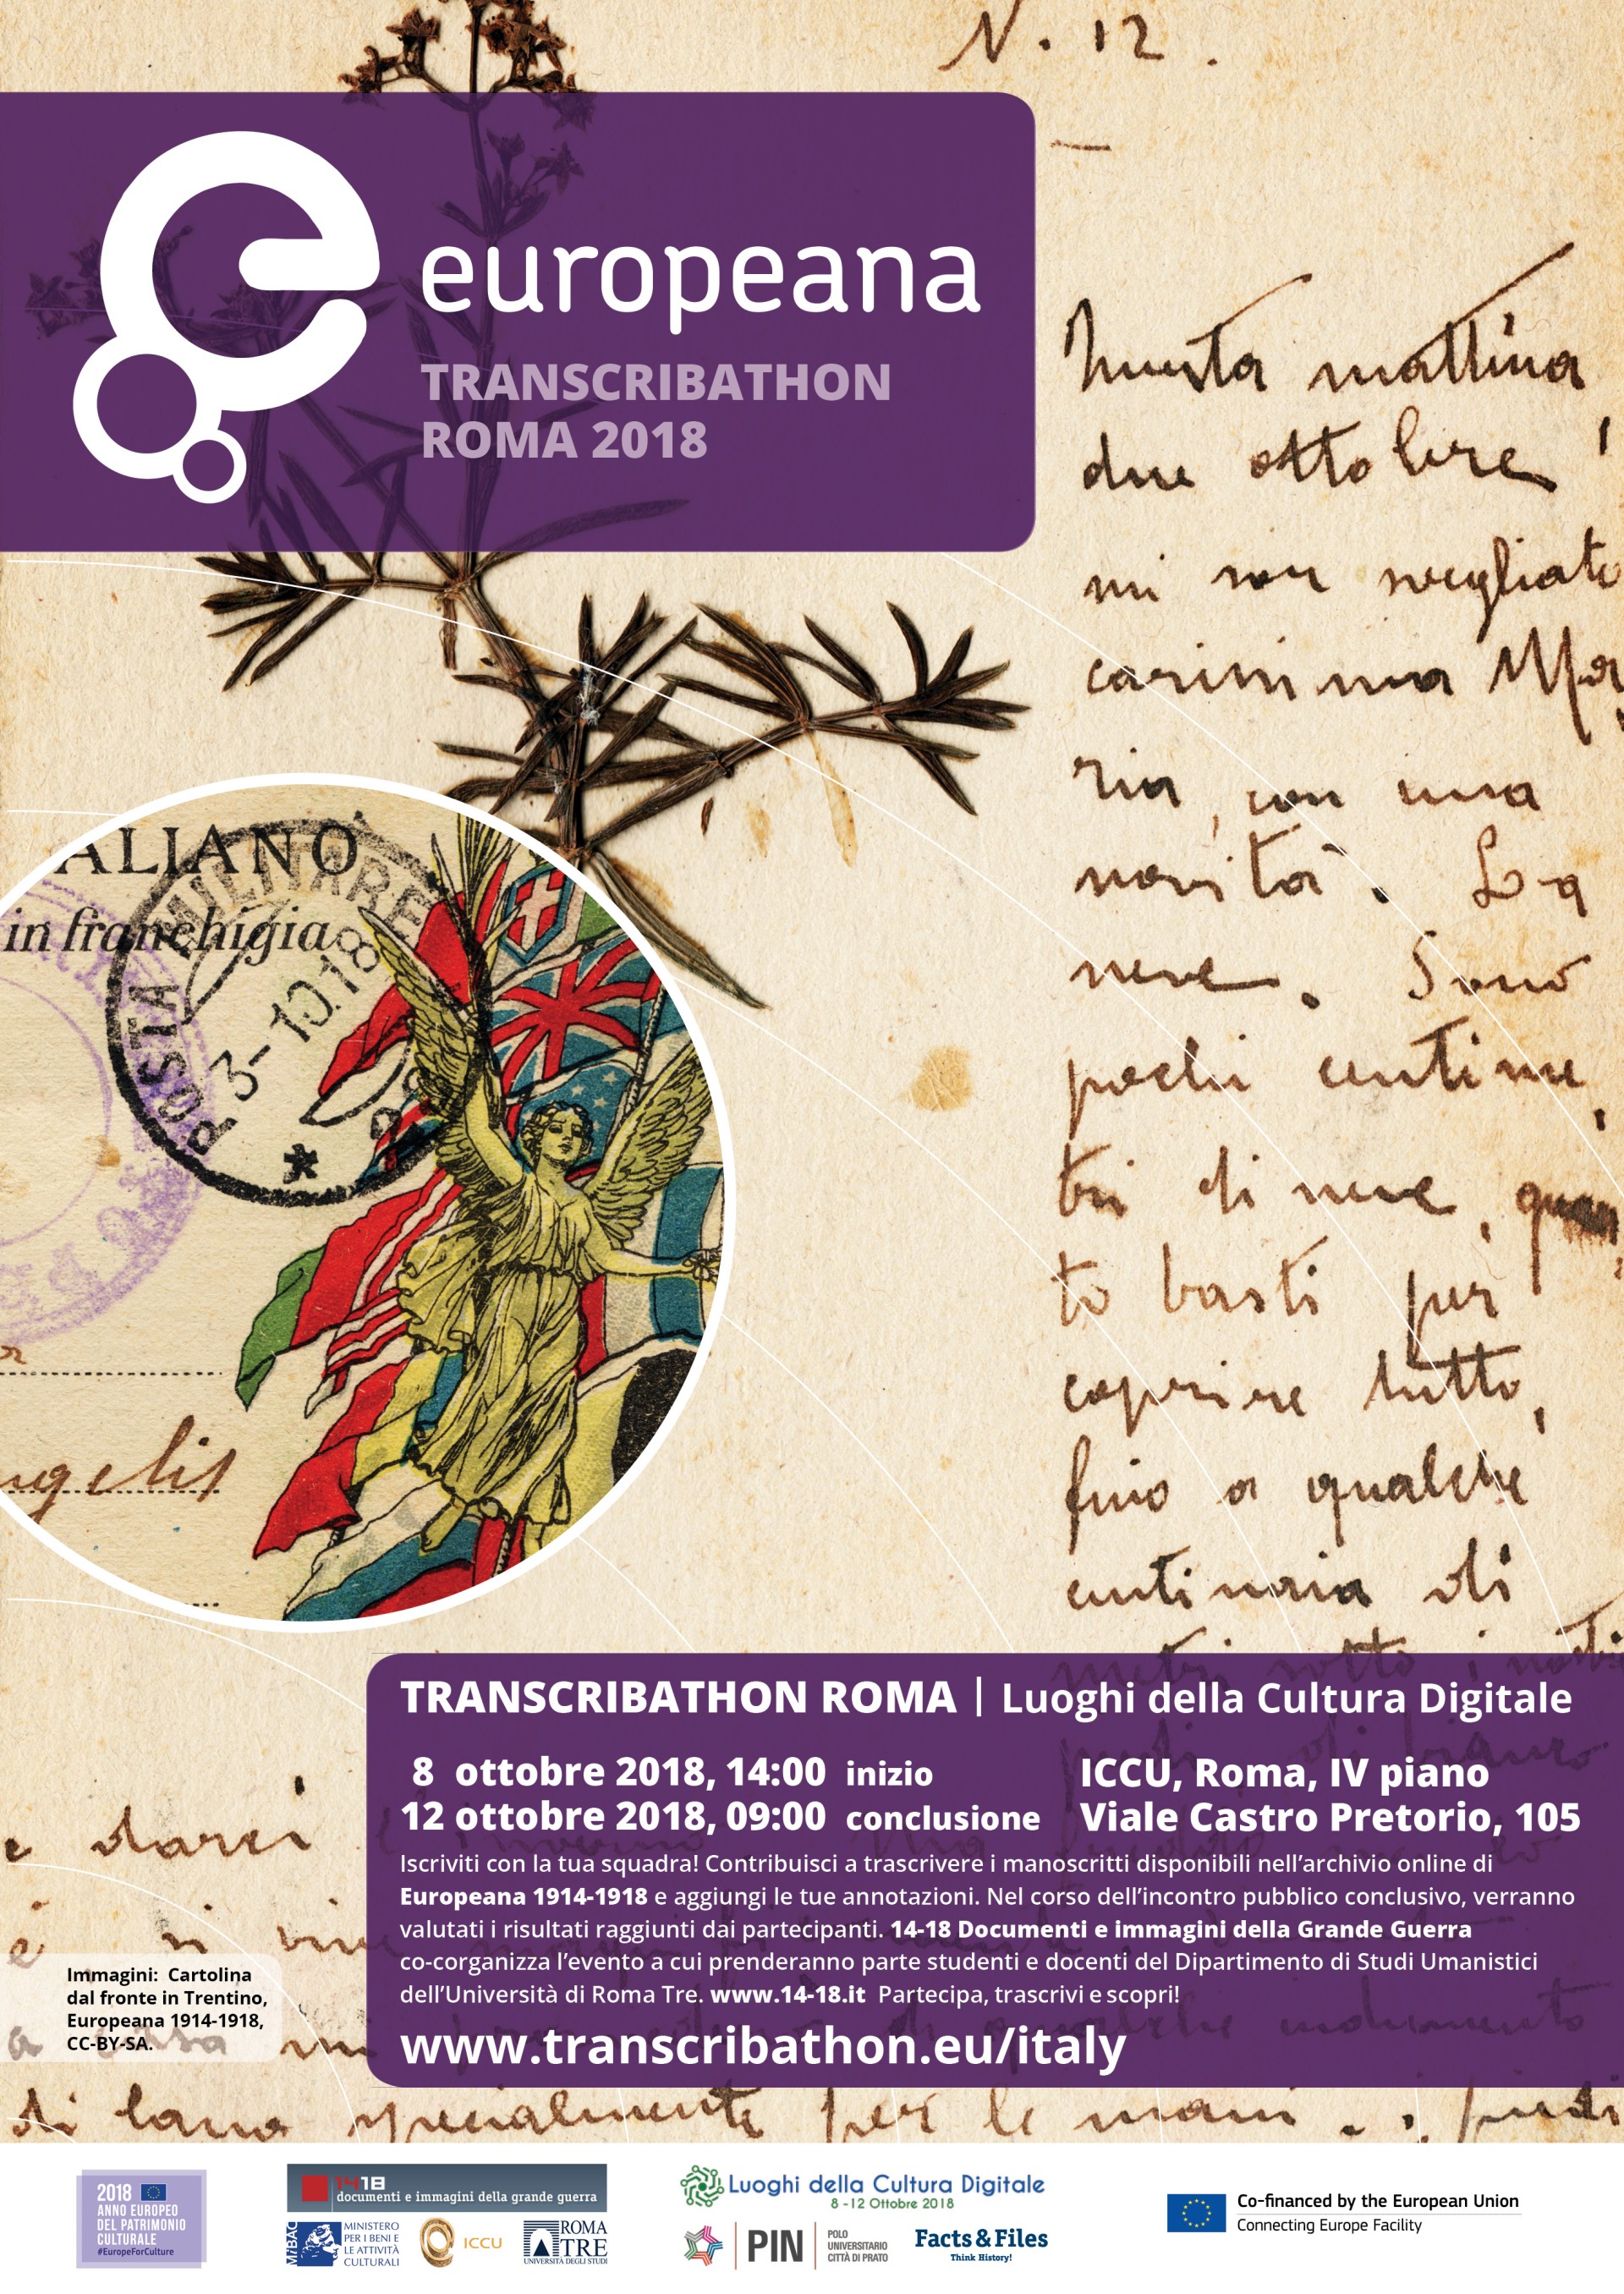 N. 12.
europeana
TRANSCRIBATHON
ROMA 2018
mattina
due ottobre
mi son svegliato
carissima Ma
ria, con una
novità. La
neve. Sono
pochi centime
tri di neve, quan
to basti per
coprire tutto,
fino a qualche
centinaia di
metri sotto i nostri
ALIANO
in franchigia
POSTA MILITARE
3-10.18
ngelis
TRANSCRIBATHON ROMA | Luoghi della Cultura Digitale
8 ottobre 2018, 14:00 inizio
12 ottobre 2018, 09:00 conclusione
ICCU, Roma, IV piano
Viale Castro Pretorio, 105
Iscriviti con la tua squadra! Contribuisci a trascrivere i manoscritti disponibili nell’archivio online di
Europeana 1914-1918 e aggiungi le tue annotazioni. Nel corso dell’incontro pubblico conclusivo, verranno
valutati i risultati raggiunti dai partecipanti. 14-18 Documenti e immagini della Grande Guerra
co-corganizza l’evento a cui prenderanno parte studenti e docenti del Dipartimento di Studi Umanistici
dell’Università di Roma Tre. www.14-18.it Partecipa, trascrivi e scopri!
www.transcribathon.eu/italy
e darci
Immagini: Cartolina
dal fronte in Trentino,
Europeana 1914-1918,
CC-BY-SA.
di lana specialmente per le mani
2018
ANNO EUROPEO
DEL PATRIMONIO
CULTURALE
#EuropeForCulture
1418
documenti e immagini della grande guerra
MiBAC
MINISTERO
PER I BENI E
LE ATTIVITÀ
CULTURALI
ICCU
ROMA
TRE
UNIVERSITÀ DEGLI STUDI
Luoghi della Cultura Digitale
8 -12 Ottobre 2018
PIN
POLO
UNIVERSITARIO
CITTÀ DI PRATO
Facts & Files
Think History!
Co-financed by the European Union
Connecting Europe Facility